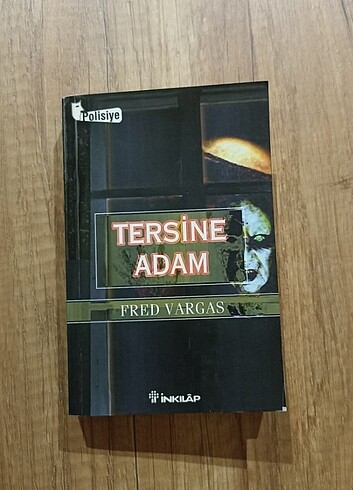 Polisiye
TERSİNE
ADAM
FRED VARGAS
İNKILÂP